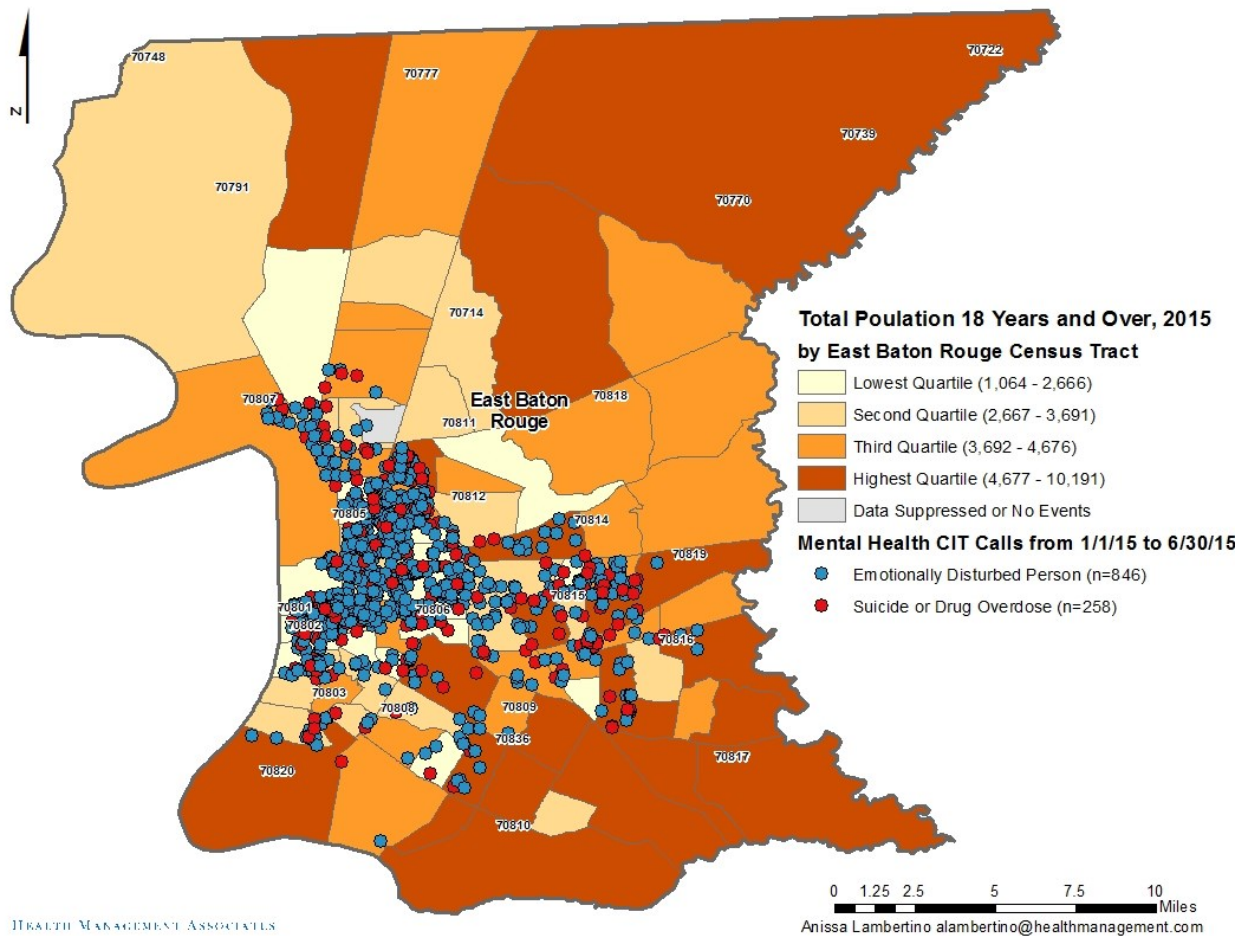 70748
70777
70722
70739
N
70791
70770
70714
Total Poulation 18 Years and Over, 2015
by East Baton Rouge Census Tract
Lowest Quartile (1,064 - 2,666)
Second Quartile (2,667 - 3,691)
Third Quartile (3,692 - 4,676)
Highest Quartile (4,677 - 10,191)
Data Suppressed or No Events
Mental Health CIT Calls from 1/1/15 to 6/30/15
Emotionally Disturbed Person (n=846)
Suicide or Drug Overdose (n=258)
70807
East Baton
Rouge
70818
70811
70812
70805
70814
70819
70815
70801
70806
70802
70816
70803
70808
70809
70836
70817
70820
70810
0 1.25 2.5 5 7.5 10
Miles
HEALTH MANAGEMENT ASSOCIATES
Anissa Lambertino alambertino@healthmanagement.com